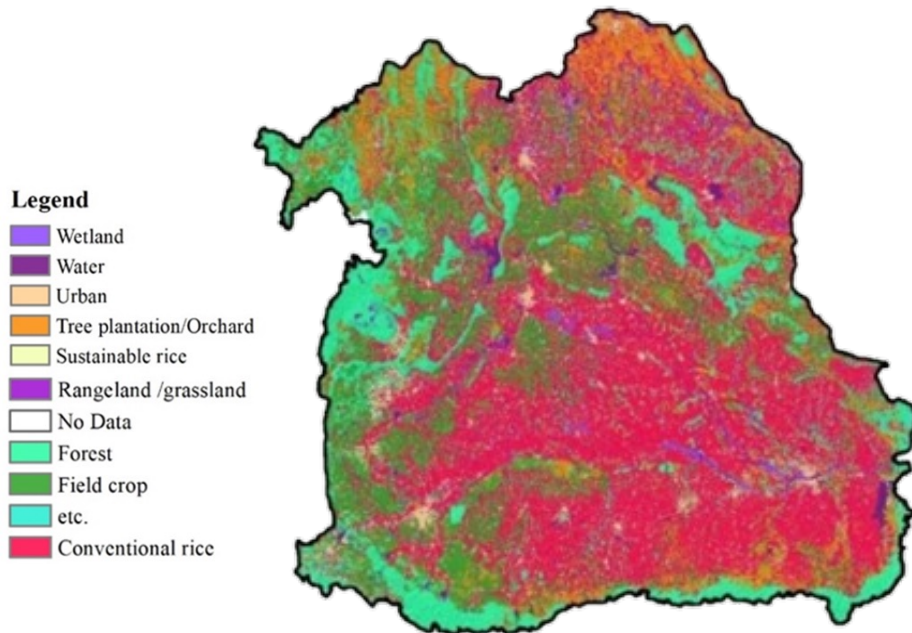 Legend
Wetland
Water
Urban
Tree plantation/Orchard
Sustainable rice
Rangeland /grassland
No Data
Forest
Field crop
etc.
Conventional rice